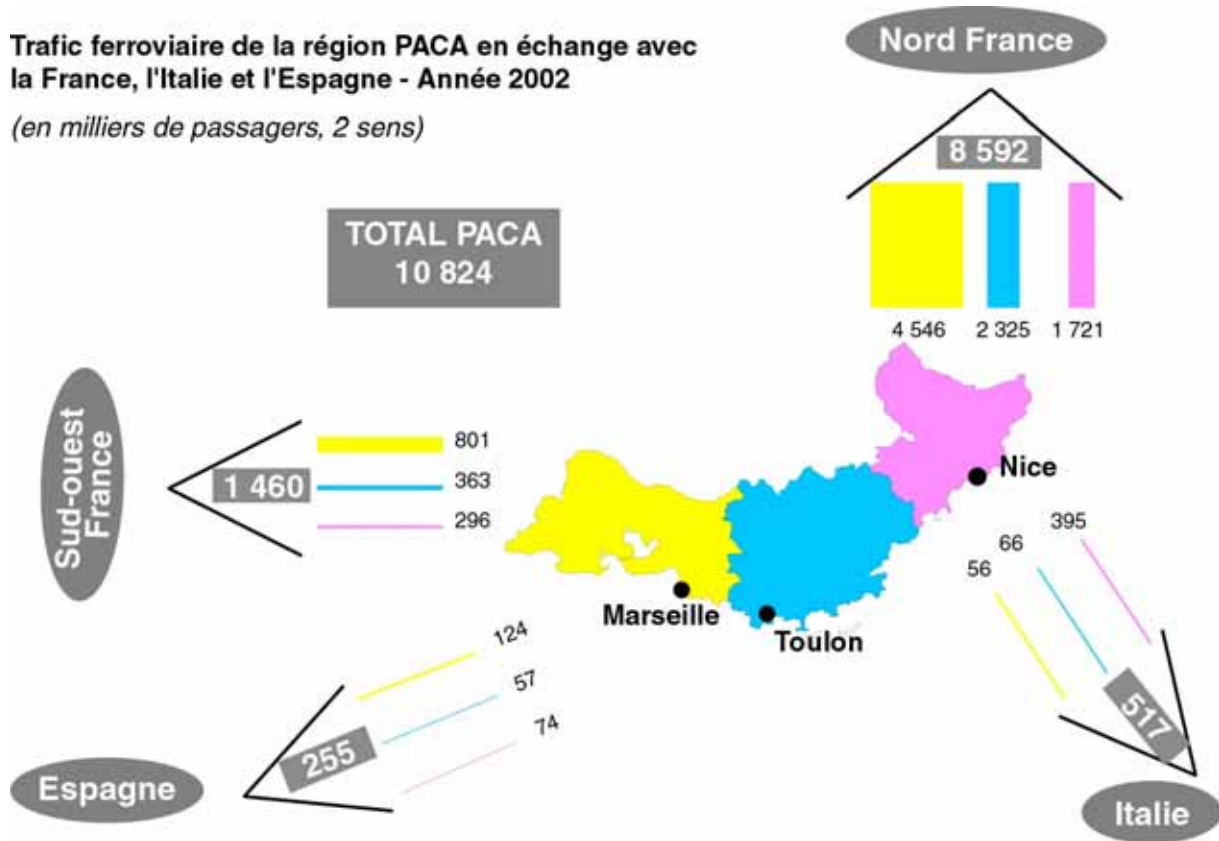 Trafic ferroviaire de la région PACA en échange avec
la France, l'Italie et l'Espagne - Année 2002
(en milliers de passagers, 2 sens)
Nord France
8 592
TOTAL PACA
10 824
4 546
2 325
1 721
Sud-ouest
France
1 460
801
363
296
Nice
Marseille
Toulon
395
66
56
517
Italie
124
57
74
255
Espagne